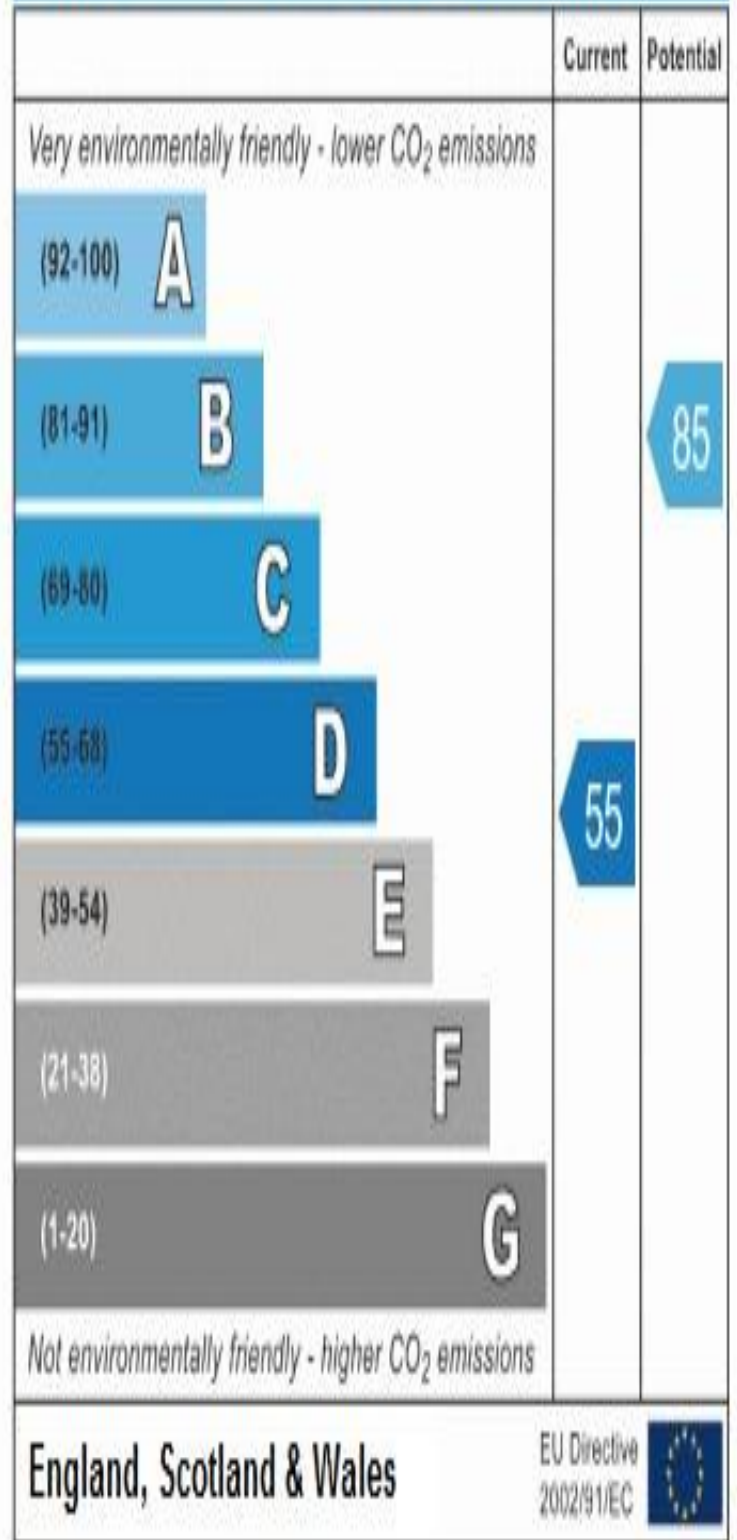 Current Potential
Very environmentally friendly - lower CO₂ emissions
(92-100) A
(81-91) B
85
(69-80) C
(55-68) D
55
(39-54) E
(21-38) F
(1-20) G
Not environmentally friendly - higher CO₂ emissions
England, Scotland & Wales
EU Directive
2002/91/EC